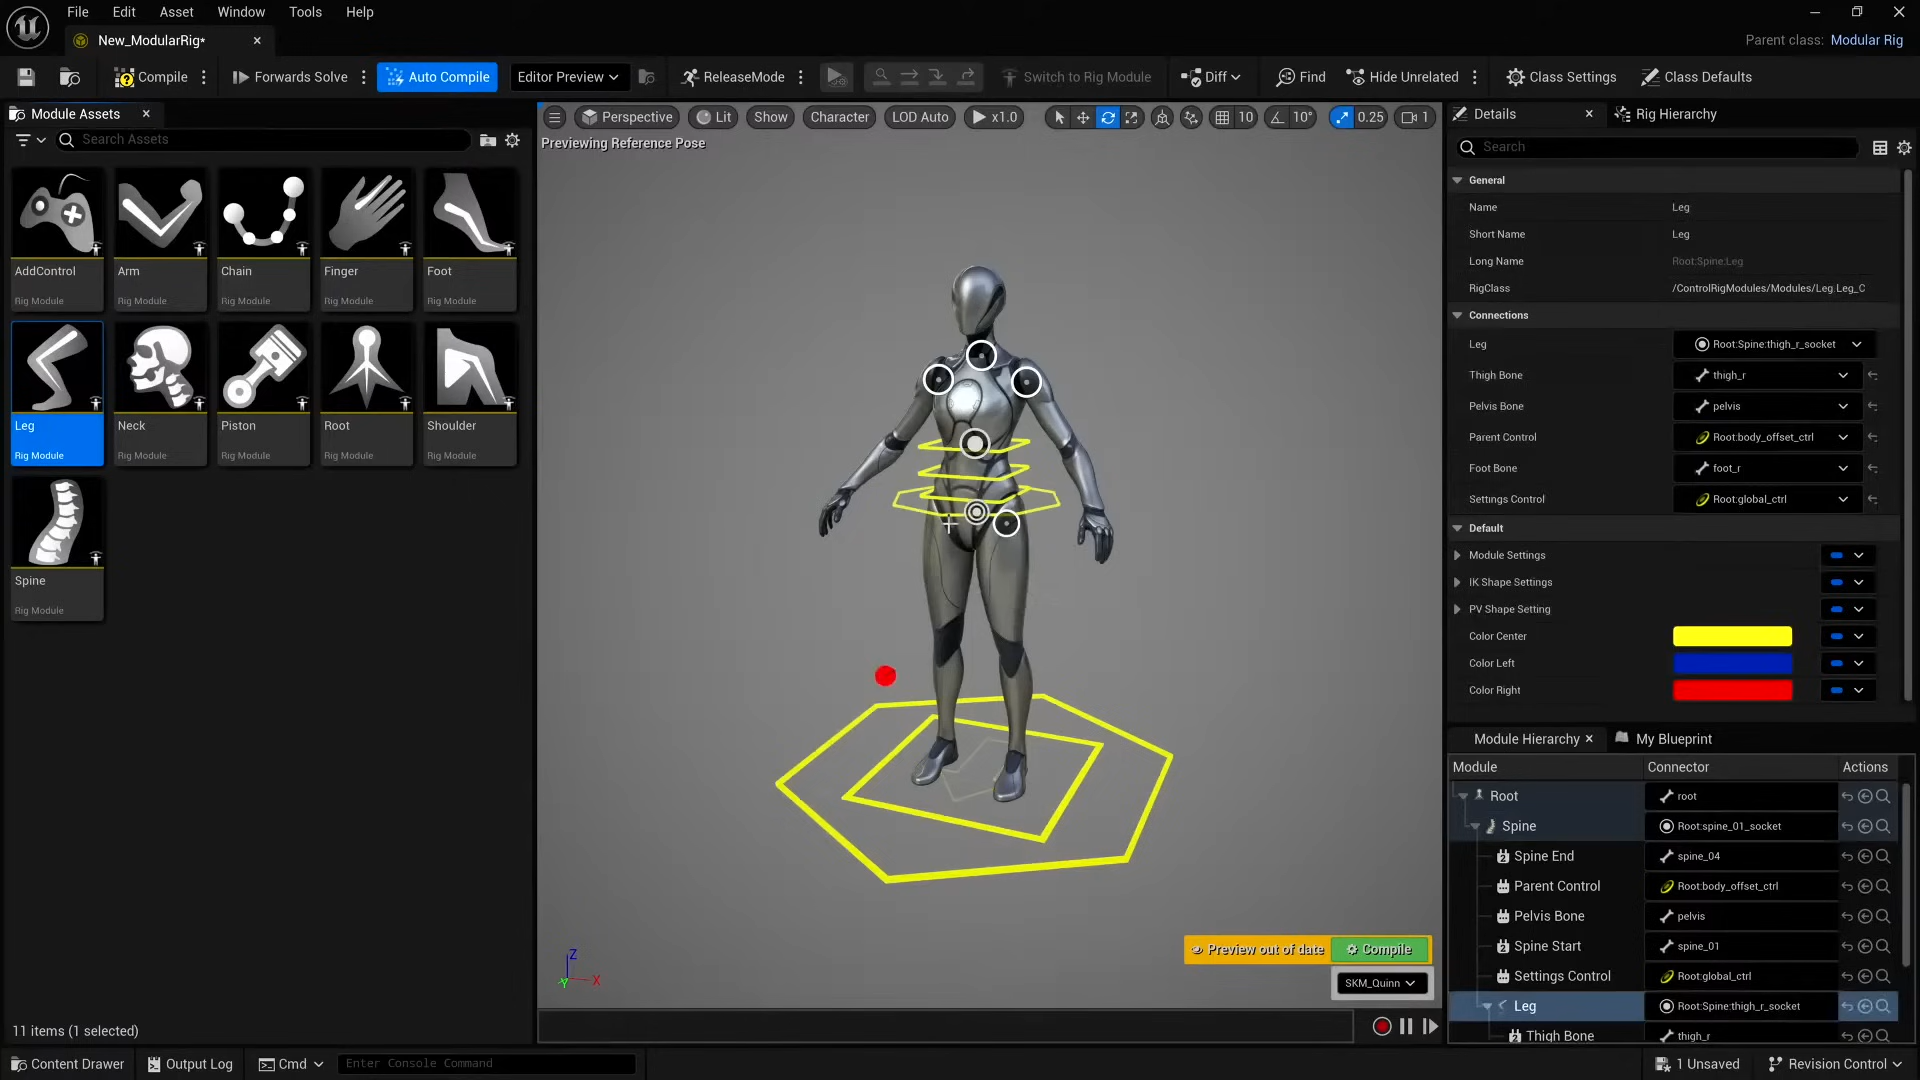 File Edit Asset Window Tools Help
New_ModularRig*
Parent class: Modular Rig
Compile Forwards Solve Auto Compile Editor Preview ReleaseMode Switch to Rig Module Diff Find Hide Unrelated Class Settings Class Defaults
Module Assets
Search Assets
AddControl
Rig Module
Arm
Rig Module
Chain
Rig Module
Finger
Rig Module
Foot
Rig Module
Leg
Rig Module
Neck
Rig Module
Piston
Rig Module
Root
Rig Module
Shoulder
Rig Module
Spine
Rig Module
11 items (1 selected)
Perspective Lit Show Character LOD Auto x1.0 10 10° 0.25 1
Previewing Reference Pose
Z
X
Y
Preview out of date Compile
SKM_Quinn
Details Rig Hierarchy
Search
General
Name Leg
Short Name Leg
Long Name Root:Spine:Leg
RigClass /ControlRigModules/Modules/Leg.Leg_C
Connections
Leg Root:Spine:thigh_r_socket
Thigh Bone thigh_r
Pelvis Bone pelvis
Parent Control Root:body_offset_ctrl
Foot Bone foot_r
Settings Control Root:global_ctrl
Default
Module Settings
IK Shape Settings
PV Shape Setting
Color Center
Color Left
Color Right
Module Hierarchy My Blueprint
Module Connector Actions
Root root
Spine Root:spine_01_socket
Spine End spine_04
Parent Control Root:body_offset_ctrl
Pelvis Bone pelvis
Spine Start spine_01
Settings Control Root:global_ctrl
Leg Root:Spine:thigh_r_socket
Thigh Bone thigh_r
Content Drawer Output Log Cmd Enter Console Command 1 Unsaved Revision Control